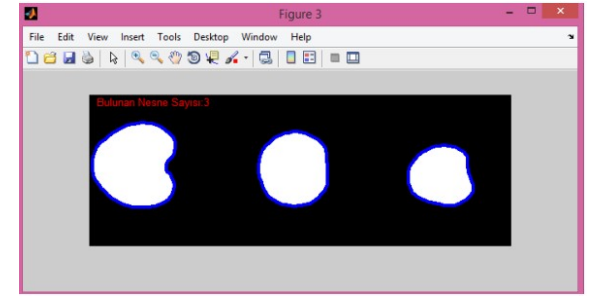 Figure 3
File Edit View Insert Tools Desktop Window Help
Bulunan Nesne Sayısı:3